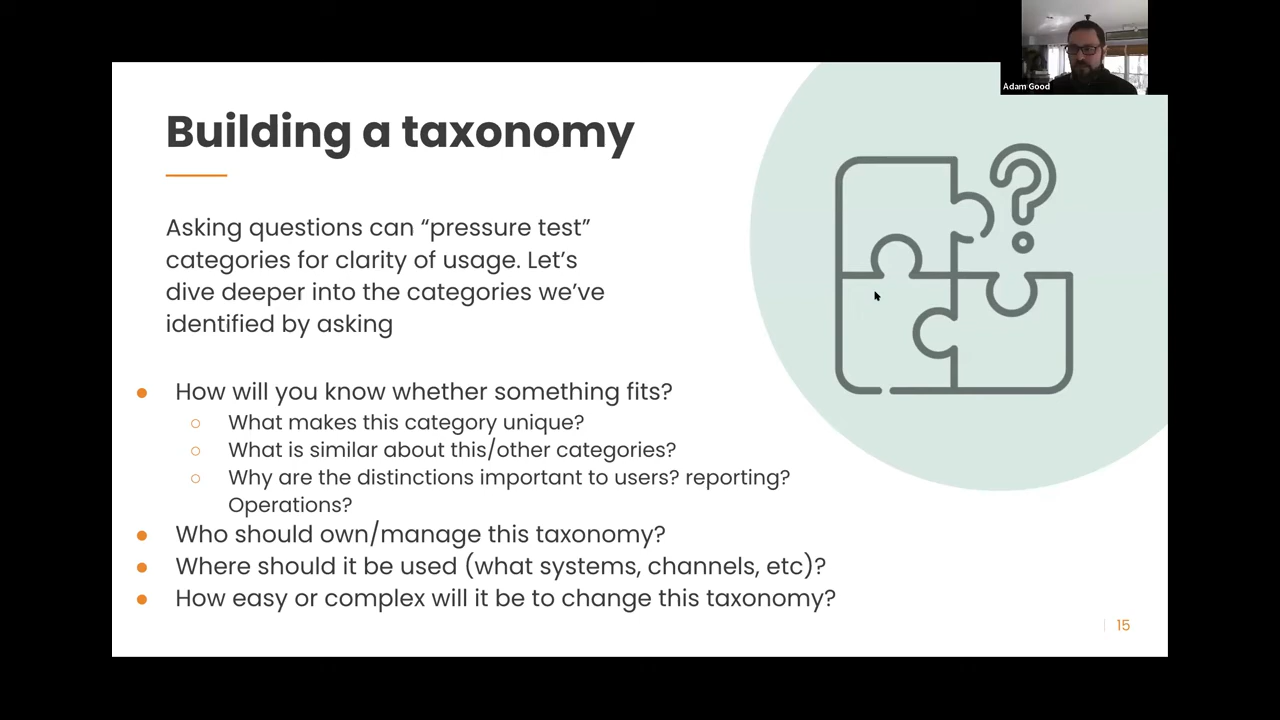 Adam Good
Building a taxonomy
Asking questions can “pressure test”
categories for clarity of usage. Let’s
dive deeper into the categories we’ve
identified by asking
● How will you know whether something fits?
○ What makes this category unique?
○ What is similar about this/other categories?
○ Why are the distinctions important to users? reporting?
Operations?
● Who should own/manage this taxonomy?
● Where should it be used (what systems, channels, etc)?
● How easy or complex will it be to change this taxonomy?
?
15